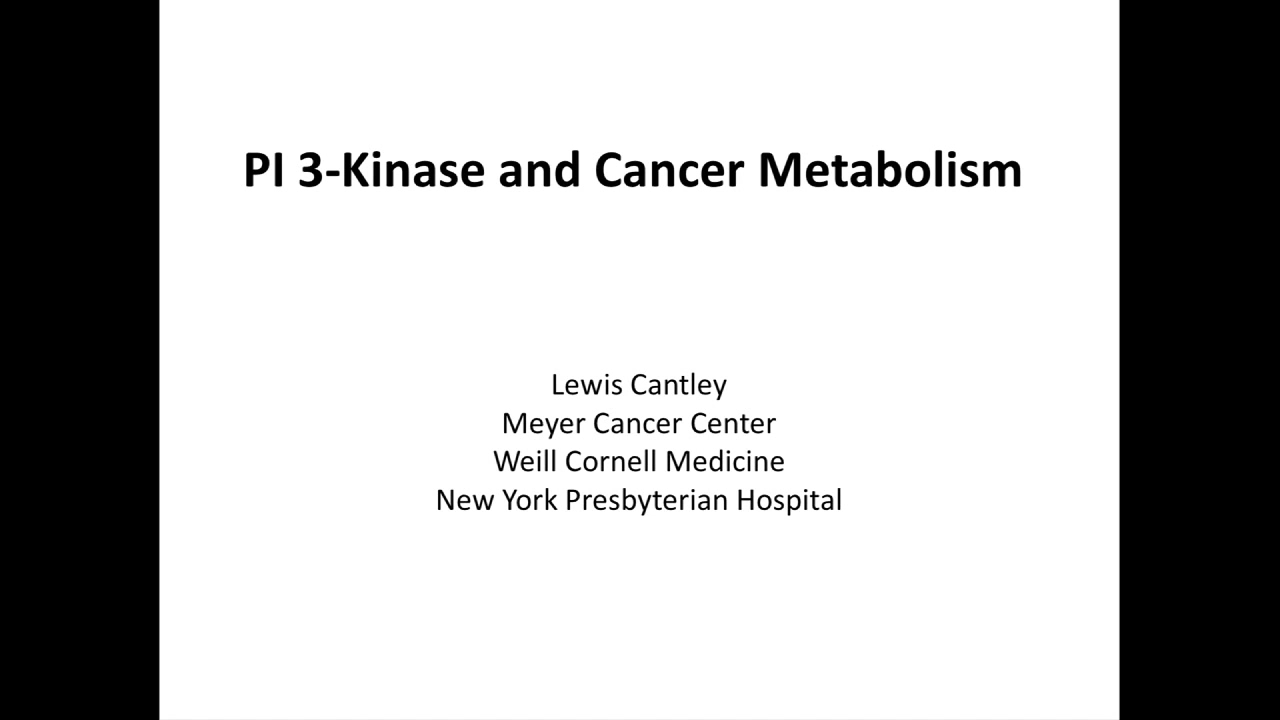 PI 3-Kinase and Cancer Metabolism
Lewis Cantley
Meyer Cancer Center
Weill Cornell Medicine
New York Presbyterian Hospital